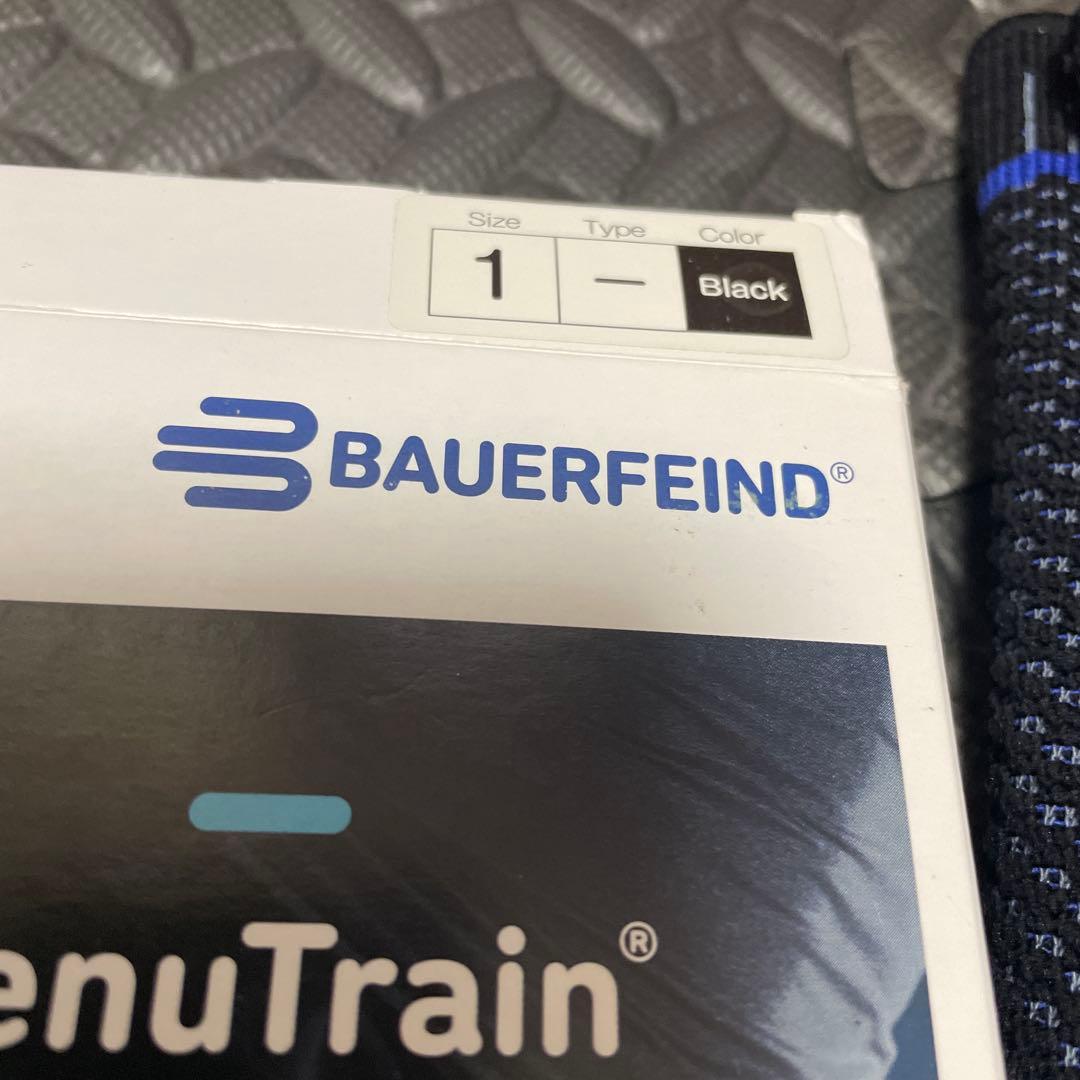 Size Type Color
1 — Black
BAUERFEIND®
enuTrain®